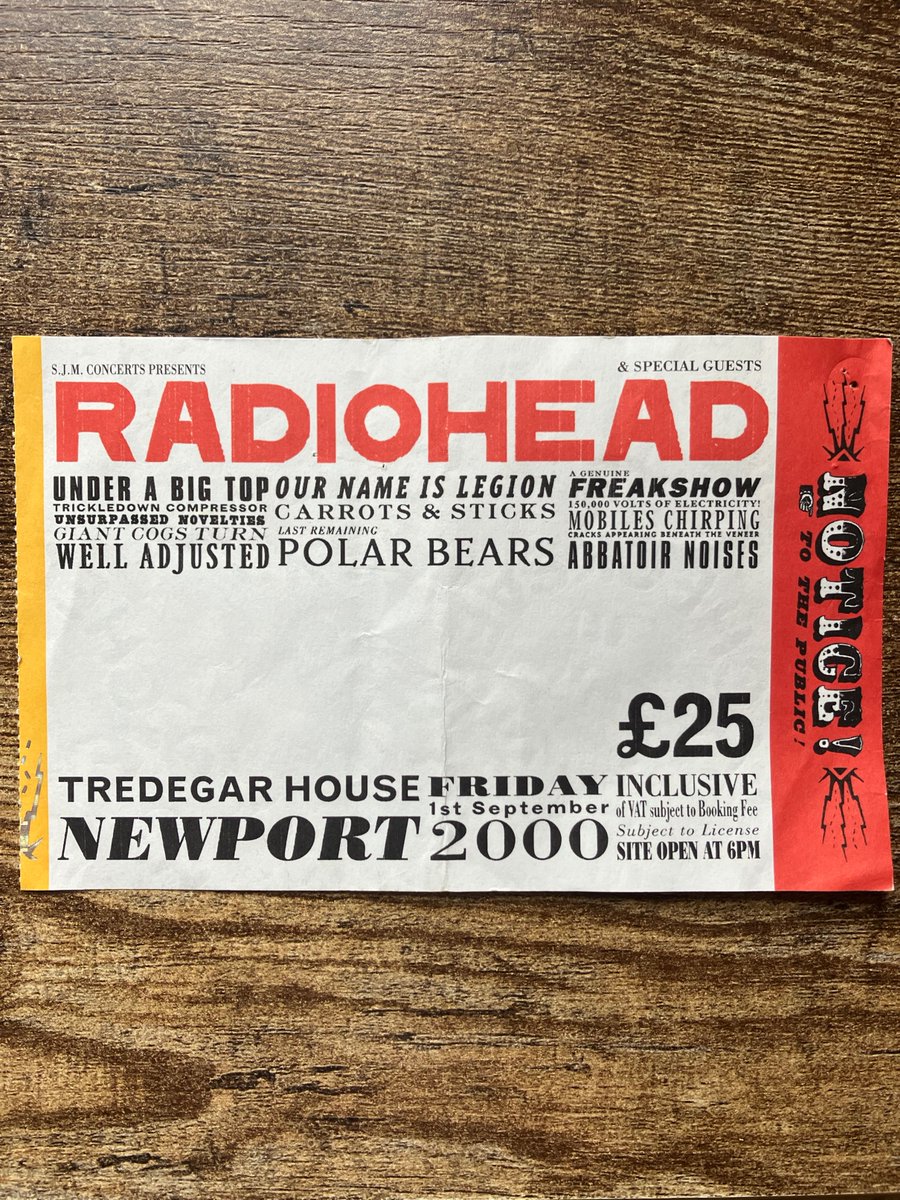 S.J.M. CONCERTS PRESENTS
& SPECIAL GUESTS
RADIOHEAD
UNDER A BIG TOP
TRICKLEDOWN COMPRESSOR
UNSURPASSED NOVELTIES
GIANT COGS TURN
WELL ADJUSTED
OUR NAME IS LEGION
CARROTS & STICKS
LAST REMAINING
POLAR BEARS
A GENUINE
FREAKSHOW
150,000 VOLTS OF ELECTRICITY!
MOBILES CHIRPING
CRACKS APPEARING BENEATH THE VENEER
ABBATOIR NOISES
£25
TREDEGAR HOUSE
NEWPORT
FRIDAY
1st September
2000
INCLUSIVE
of VAT subject to Booking Fee
Subject to License
SITE OPEN AT 6PM
NOTICE!
TO THE PUBLIC!